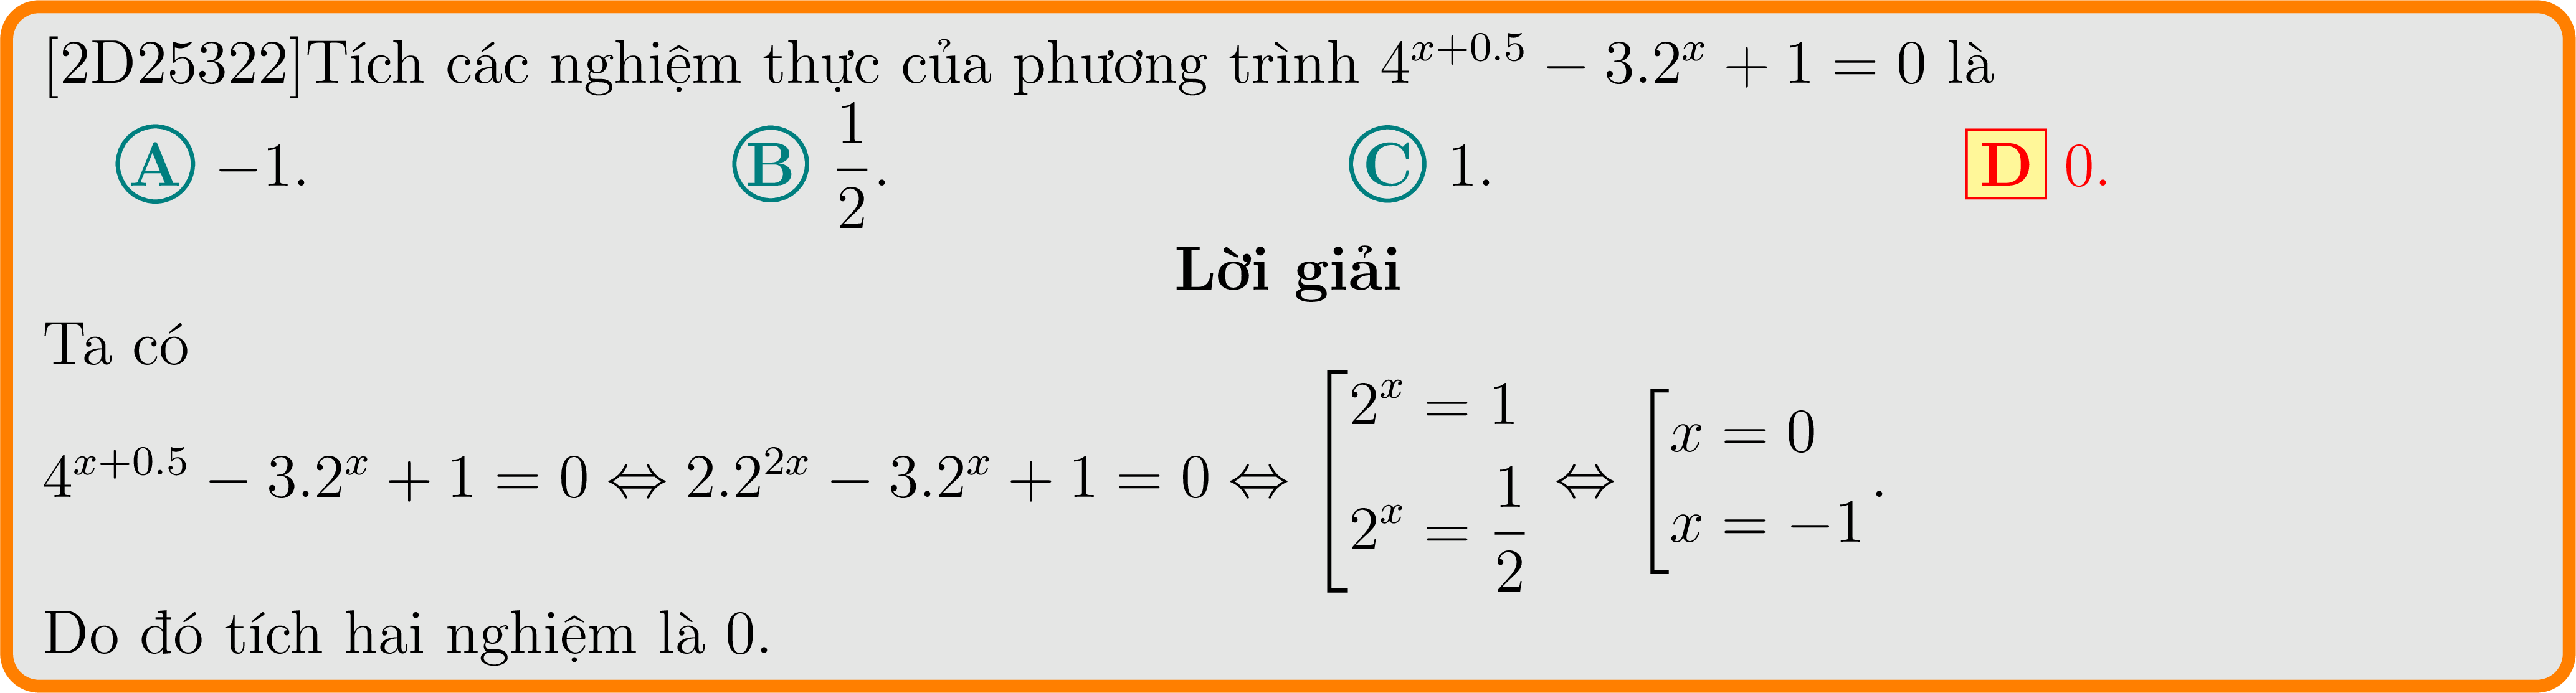 [2D25322]Tích các nghiệm thực của phương trình $4^{x+0.5} - 3.2^x + 1 = 0$ là
A $-1$. B $\dfrac{1}{2}$. C 1. D 0.
Lời giải
Ta có
$4^{x+0.5} - 3.2^x + 1 = 0 \Leftrightarrow 2.2^{2x} - 3.2^x + 1 = 0 \Leftrightarrow \left[\begin{array}{l} 2^x = 1 \\ 2^x = \dfrac{1}{2} \end{array}\right. \Leftrightarrow \left[\begin{array}{l} x = 0 \\ x = -1 \end{array}\right.$.
Do đó tích hai nghiệm là 0.